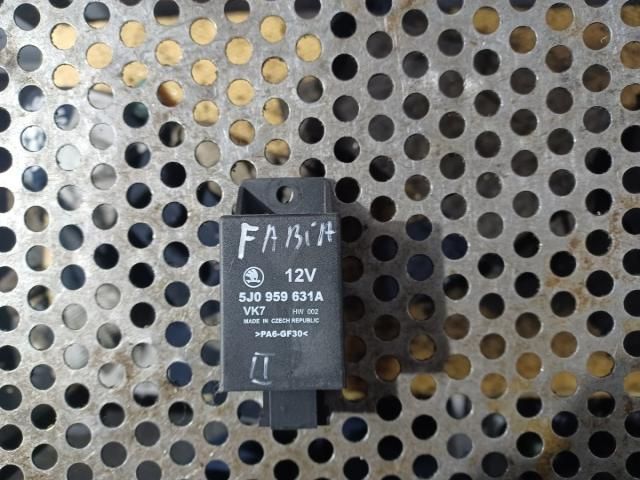 FABIA
12V
5J0 959 631A
VK7 HW 002
MADE IN CZECH REPUBLIC
>PA6-GF30<
II